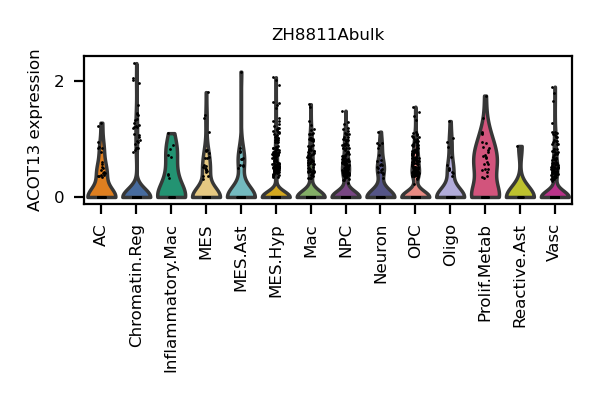 ZH8811Abulk
ACOT13 expression
2
0
AC
Chromatin.Reg
Inflammatory.Mac
MES
MES.Ast
MES.Hyp
Mac
NPC
Neuron
OPC
Oligo
Prolif.Metab
Reactive.Ast
Vasc